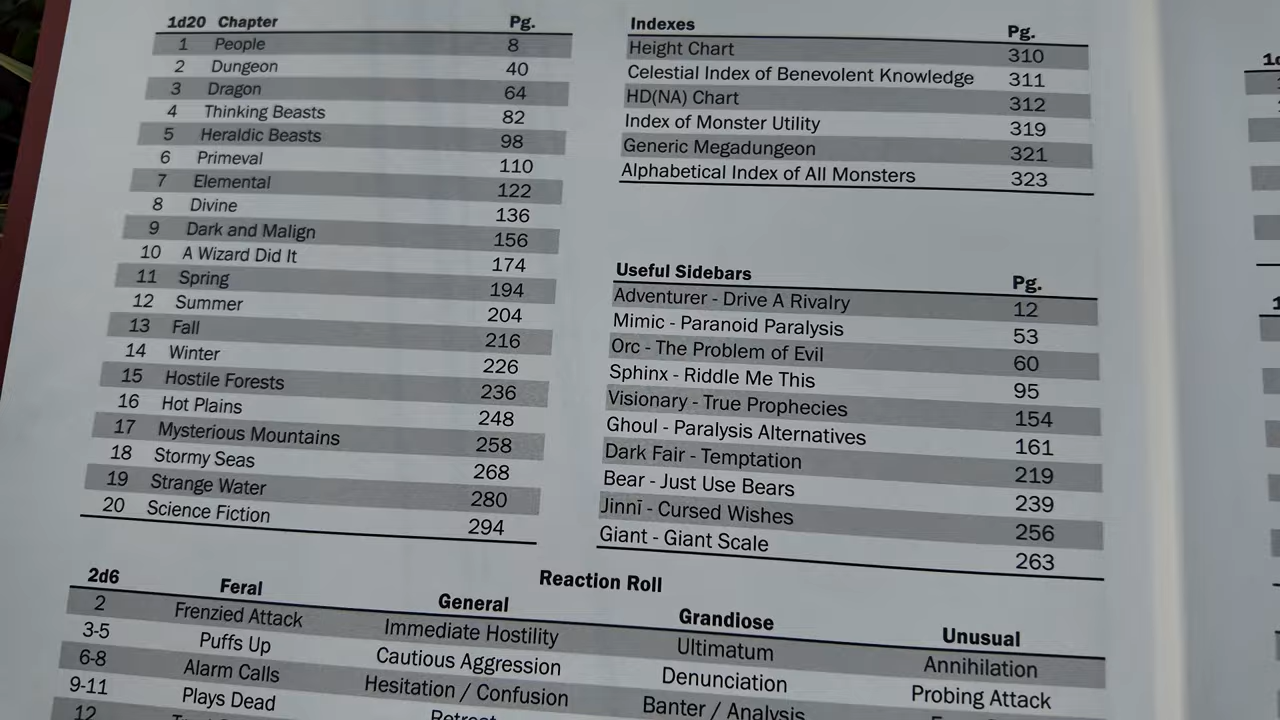 1d20 Chapter Pg.
1 People 8
2 Dungeon 40
3 Dragon 64
4 Thinking Beasts 82
5 Heraldic Beasts 98
6 Primeval 110
7 Elemental 122
8 Divine 136
9 Dark and Malign 156
10 A Wizard Did It 174
11 Spring 194
12 Summer 204
13 Fall 216
14 Winter 226
15 Hostile Forests 236
16 Hot Plains 248
17 Mysterious Mountains 258
18 Stormy Seas 268
19 Strange Water 280
20 Science Fiction 294
Indexes Pg.
Height Chart 310
Celestial Index of Benevolent Knowledge 311
HD(NA) Chart 312
Index of Monster Utility 319
Generic Megadungeon 321
Alphabetical Index of All Monsters 323
Useful Sidebars Pg.
Adventurer - Drive A Rivalry 12
Mimic - Paranoid Paralysis 53
Orc - The Problem of Evil 60
Sphinx - Riddle Me This 95
Visionary - True Prophecies 154
Ghoul - Paralysis Alternatives 161
Dark Fair - Temptation 219
Bear - Just Use Bears 239
Jinnī - Cursed Wishes 256
Giant - Giant Scale 263
Reaction Roll
2d6 Feral General Grandiose Unusual
2 Frenzied Attack Immediate Hostility Ultimatum Annihilation
3-5 Puffs Up Cautious Aggression Denunciation Probing Attack
6-8 Alarm Calls Hesitation / Confusion Banter / Analysis
9-11 Plays Dead Retreat
12